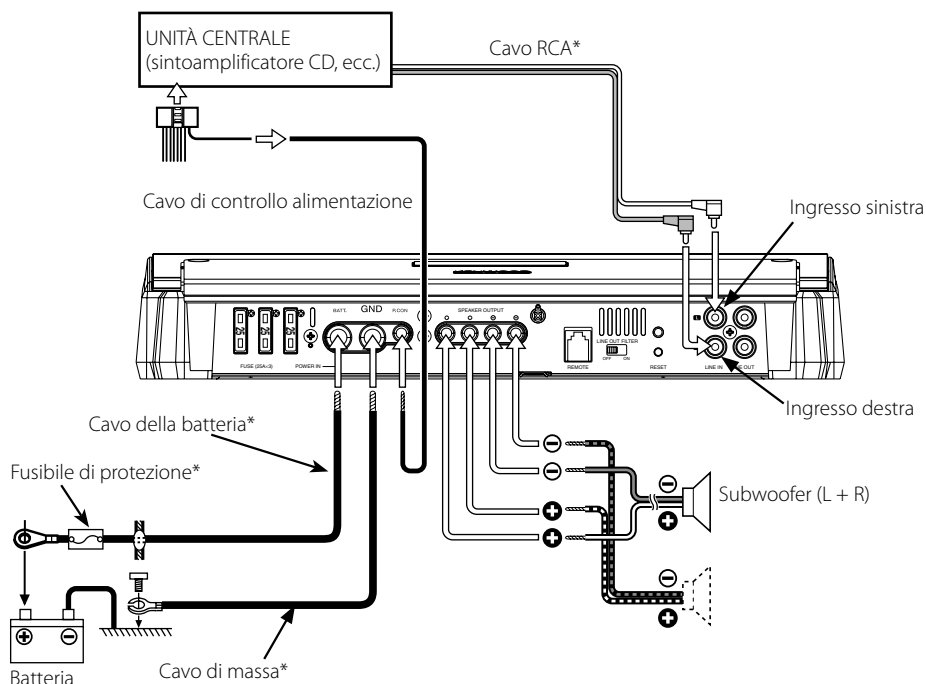 UNITÀ CENTRALE
(sintoamplificatore CD, ecc.)
Cavo RCA*
Cavo di controllo alimentazione
Ingresso sinistra
BATT.
GND
P.CON
SPEAKER OUTPUT
LINE OUT FILTER
OFF ON
FUSE (25A×3)
POWER IN
REMOTE
RESET
LINE IN
OUT
Ingresso destra
Cavo della batteria*
Fusibile di protezione*
Subwoofer (L + R)
Cavo di massa*
Batteria